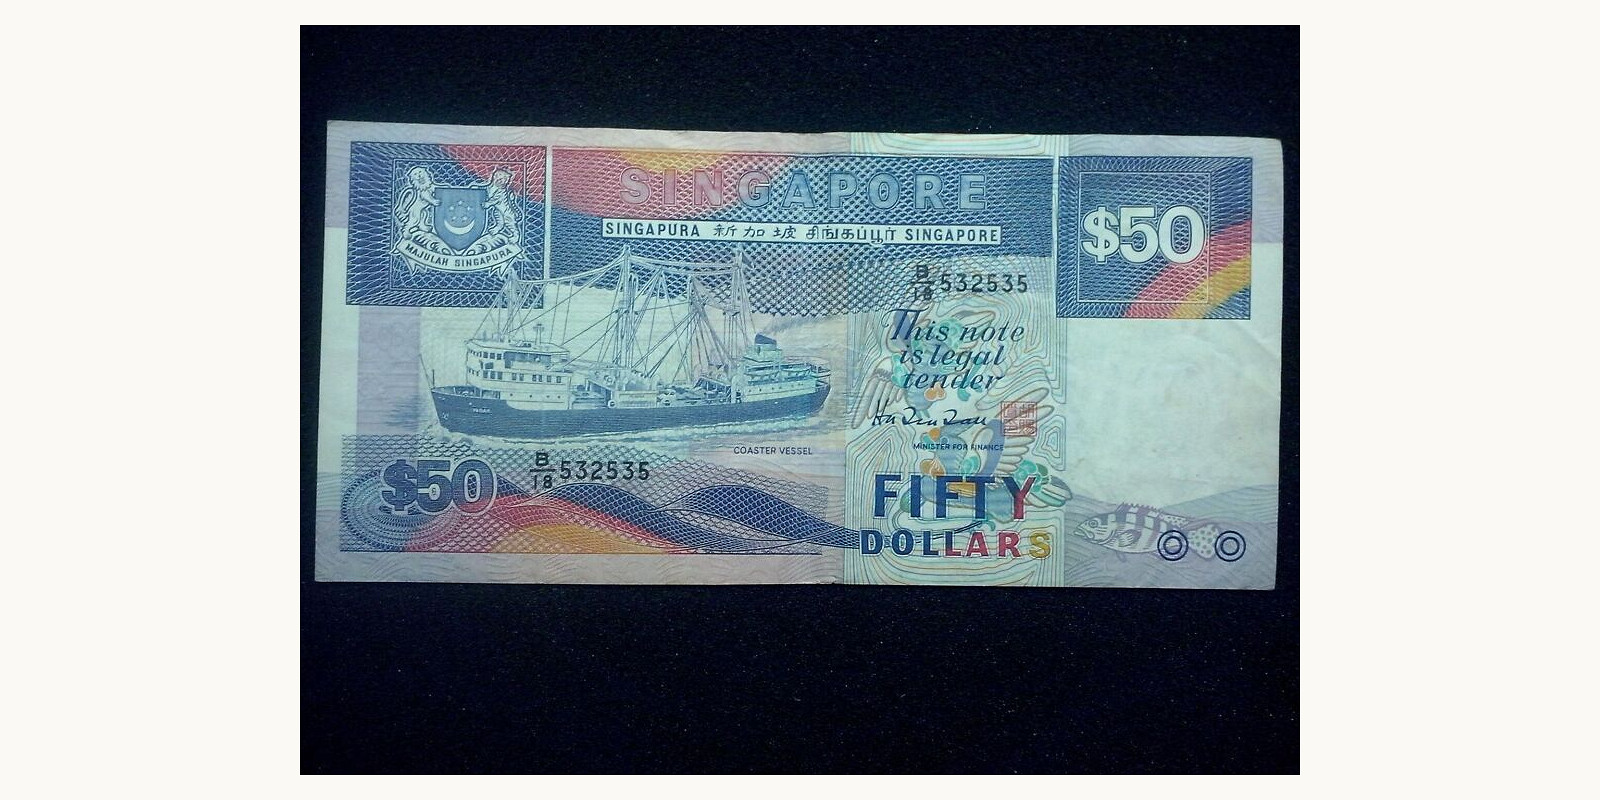 SINGAPORE
SINGAPURA 新加坡 சிங்கப்பூர் SINGAPORE
MAJULAH SINGAPURA
$50
B/18 532535
This note
is legal
tender
MINISTER FOR FINANCE
COASTER VESSEL
$50
B/18 532535
FIFTY
DOLLARS